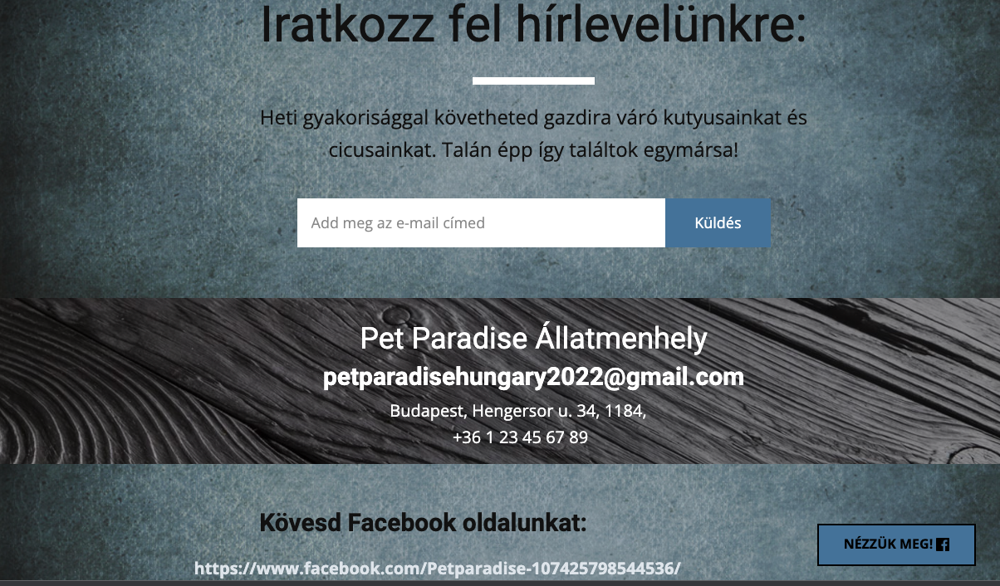 Iratkozz fel hírlevelünkre:
Heti gyakorisággal követheted gazdira váró kutyusainkat és
cicusainkat. Talán épp így találtok egymársa!
Add meg az e-mail címed
Küldés
Pet Paradise Állatmenhely
petparadisehungary2022@gmail.com
Budapest, Hengersor u. 34, 1184,
+36 1 23 45 67 89
Kövesd Facebook oldalunkat:
NÉZZÜK MEG!
https://www.facebook.com/Petparadise-107425798544536/